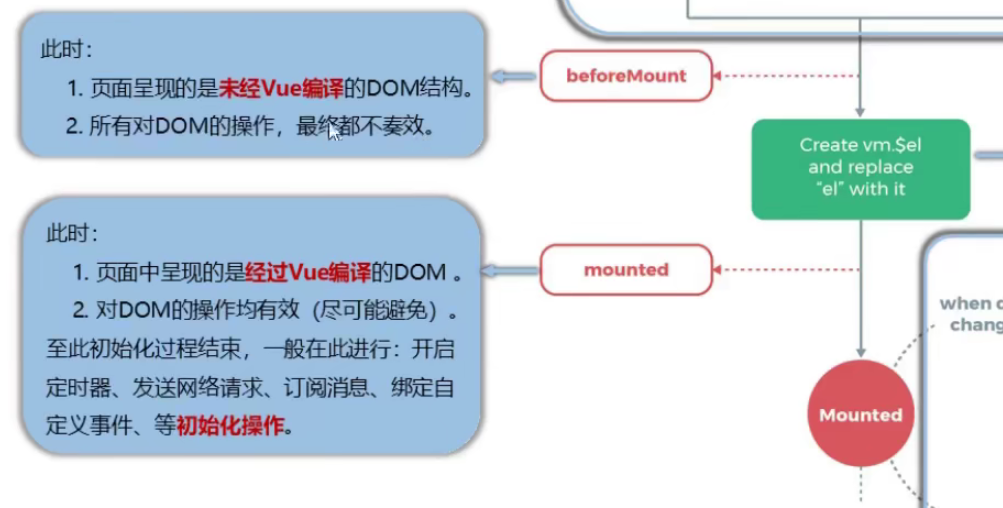 此时：
1. 页面呈现的是未经Vue编译的DOM结构。
2. 所有对DOM的操作，最终都不奏效。
beforeMount
Create vm.$el
and replace
“el” with it
此时：
1. 页面中呈现的是经过Vue编译的DOM 。
2. 对DOM的操作均有效（尽可能避免）。
至此初始化过程结束，一般在此进行：开启
定时器、发送网络请求、订阅消息、绑定自
定义事件、等初始化操作。
mounted
when
chang
Mounted